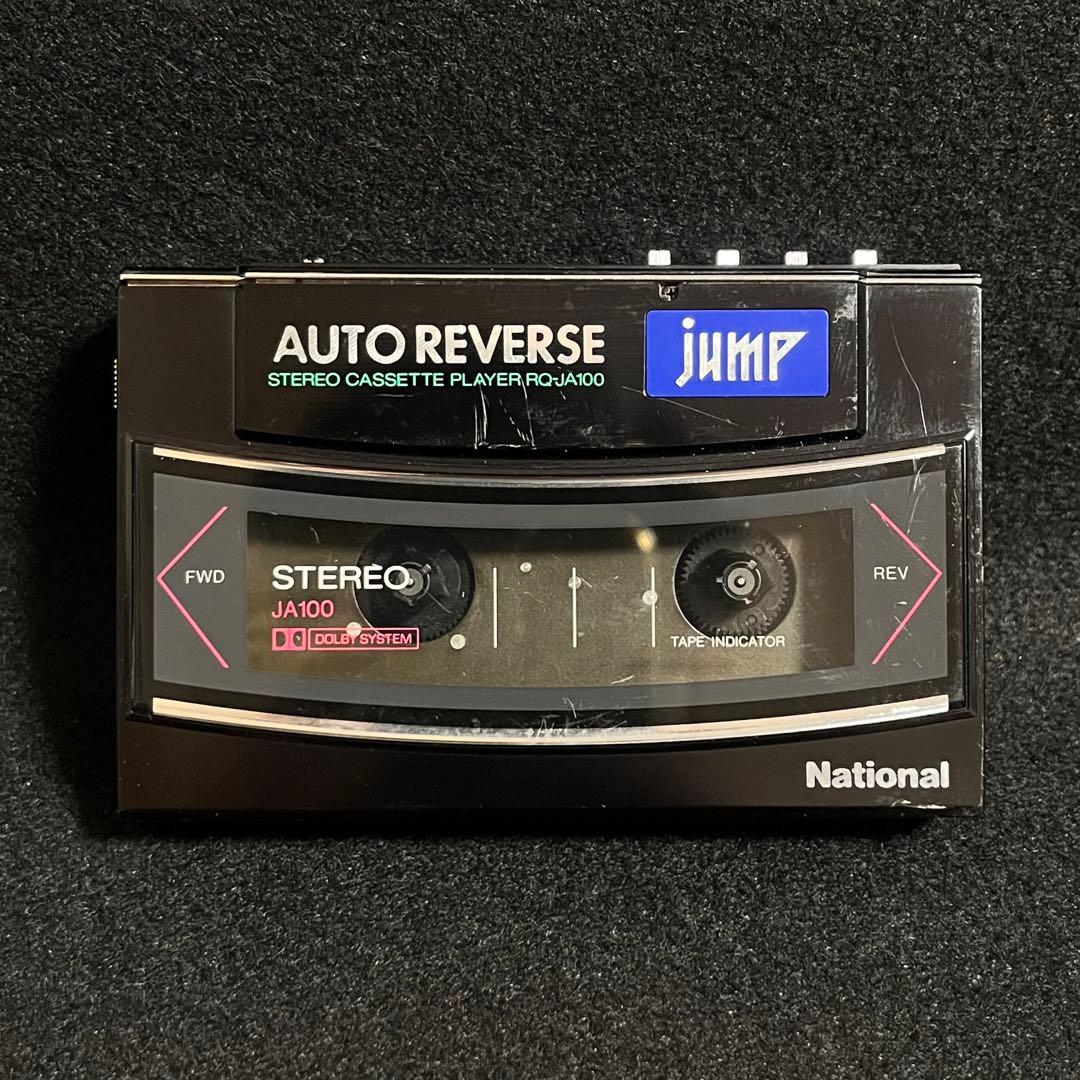 AUTO REVERSE
STEREO CASSETTE PLAYER RQ-JA100
jump
FWD
STEREO
JA100
DOLBY SYSTEM
TAPE INDICATOR
REV
National